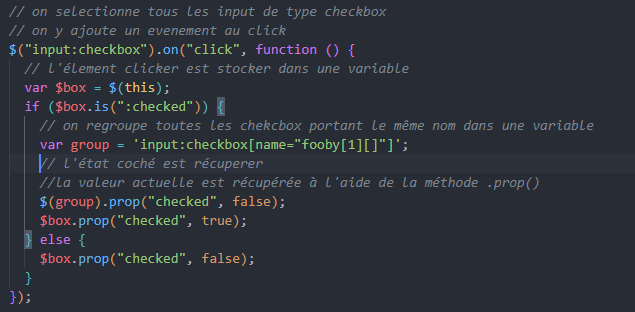 // on selectionne tous les input de type checkbox
// on y ajoute un evenement au click
$("input:checkbox").on("click", function () {
// l'élement clicker est stocker dans une variable
var $box = $(this);
if ($box.is(":checked")) {
// on regroupe toutes les chekcbox portant le même nom dans une variable
var group = 'input:checkbox[name="fooby[1][]"]';
// l'état coché est récuperer
//la valeur actuelle est récupérée à l'aide de la méthode .prop()
$(group).prop("checked", false);
$box.prop("checked", true);
} else {
$box.prop("checked", false);
}
});